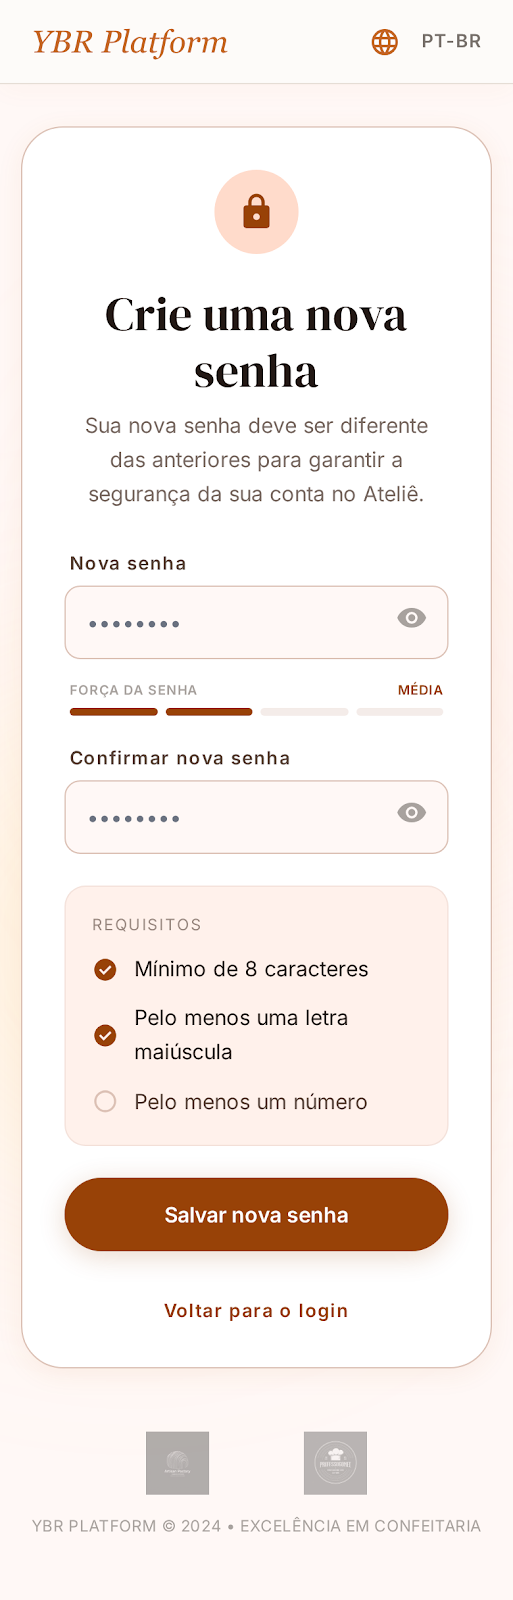 YBR Platform
PT-BR
Crie uma nova
senha
Sua nova senha deve ser diferente
das anteriores para garantir a
segurança da sua conta no Ateliê.
Nova senha
••••••••
FORÇA DA SENHA
MÉDIA
Confirmar nova senha
••••••••
REQUISITOS
Mínimo de 8 caracteres
Pelo menos uma letra
maiúscula
Pelo menos um número
Salvar nova senha
Voltar para o login
YBR PLATFORM © 2024 • EXCELÊNCIA EM CONFEITARIA